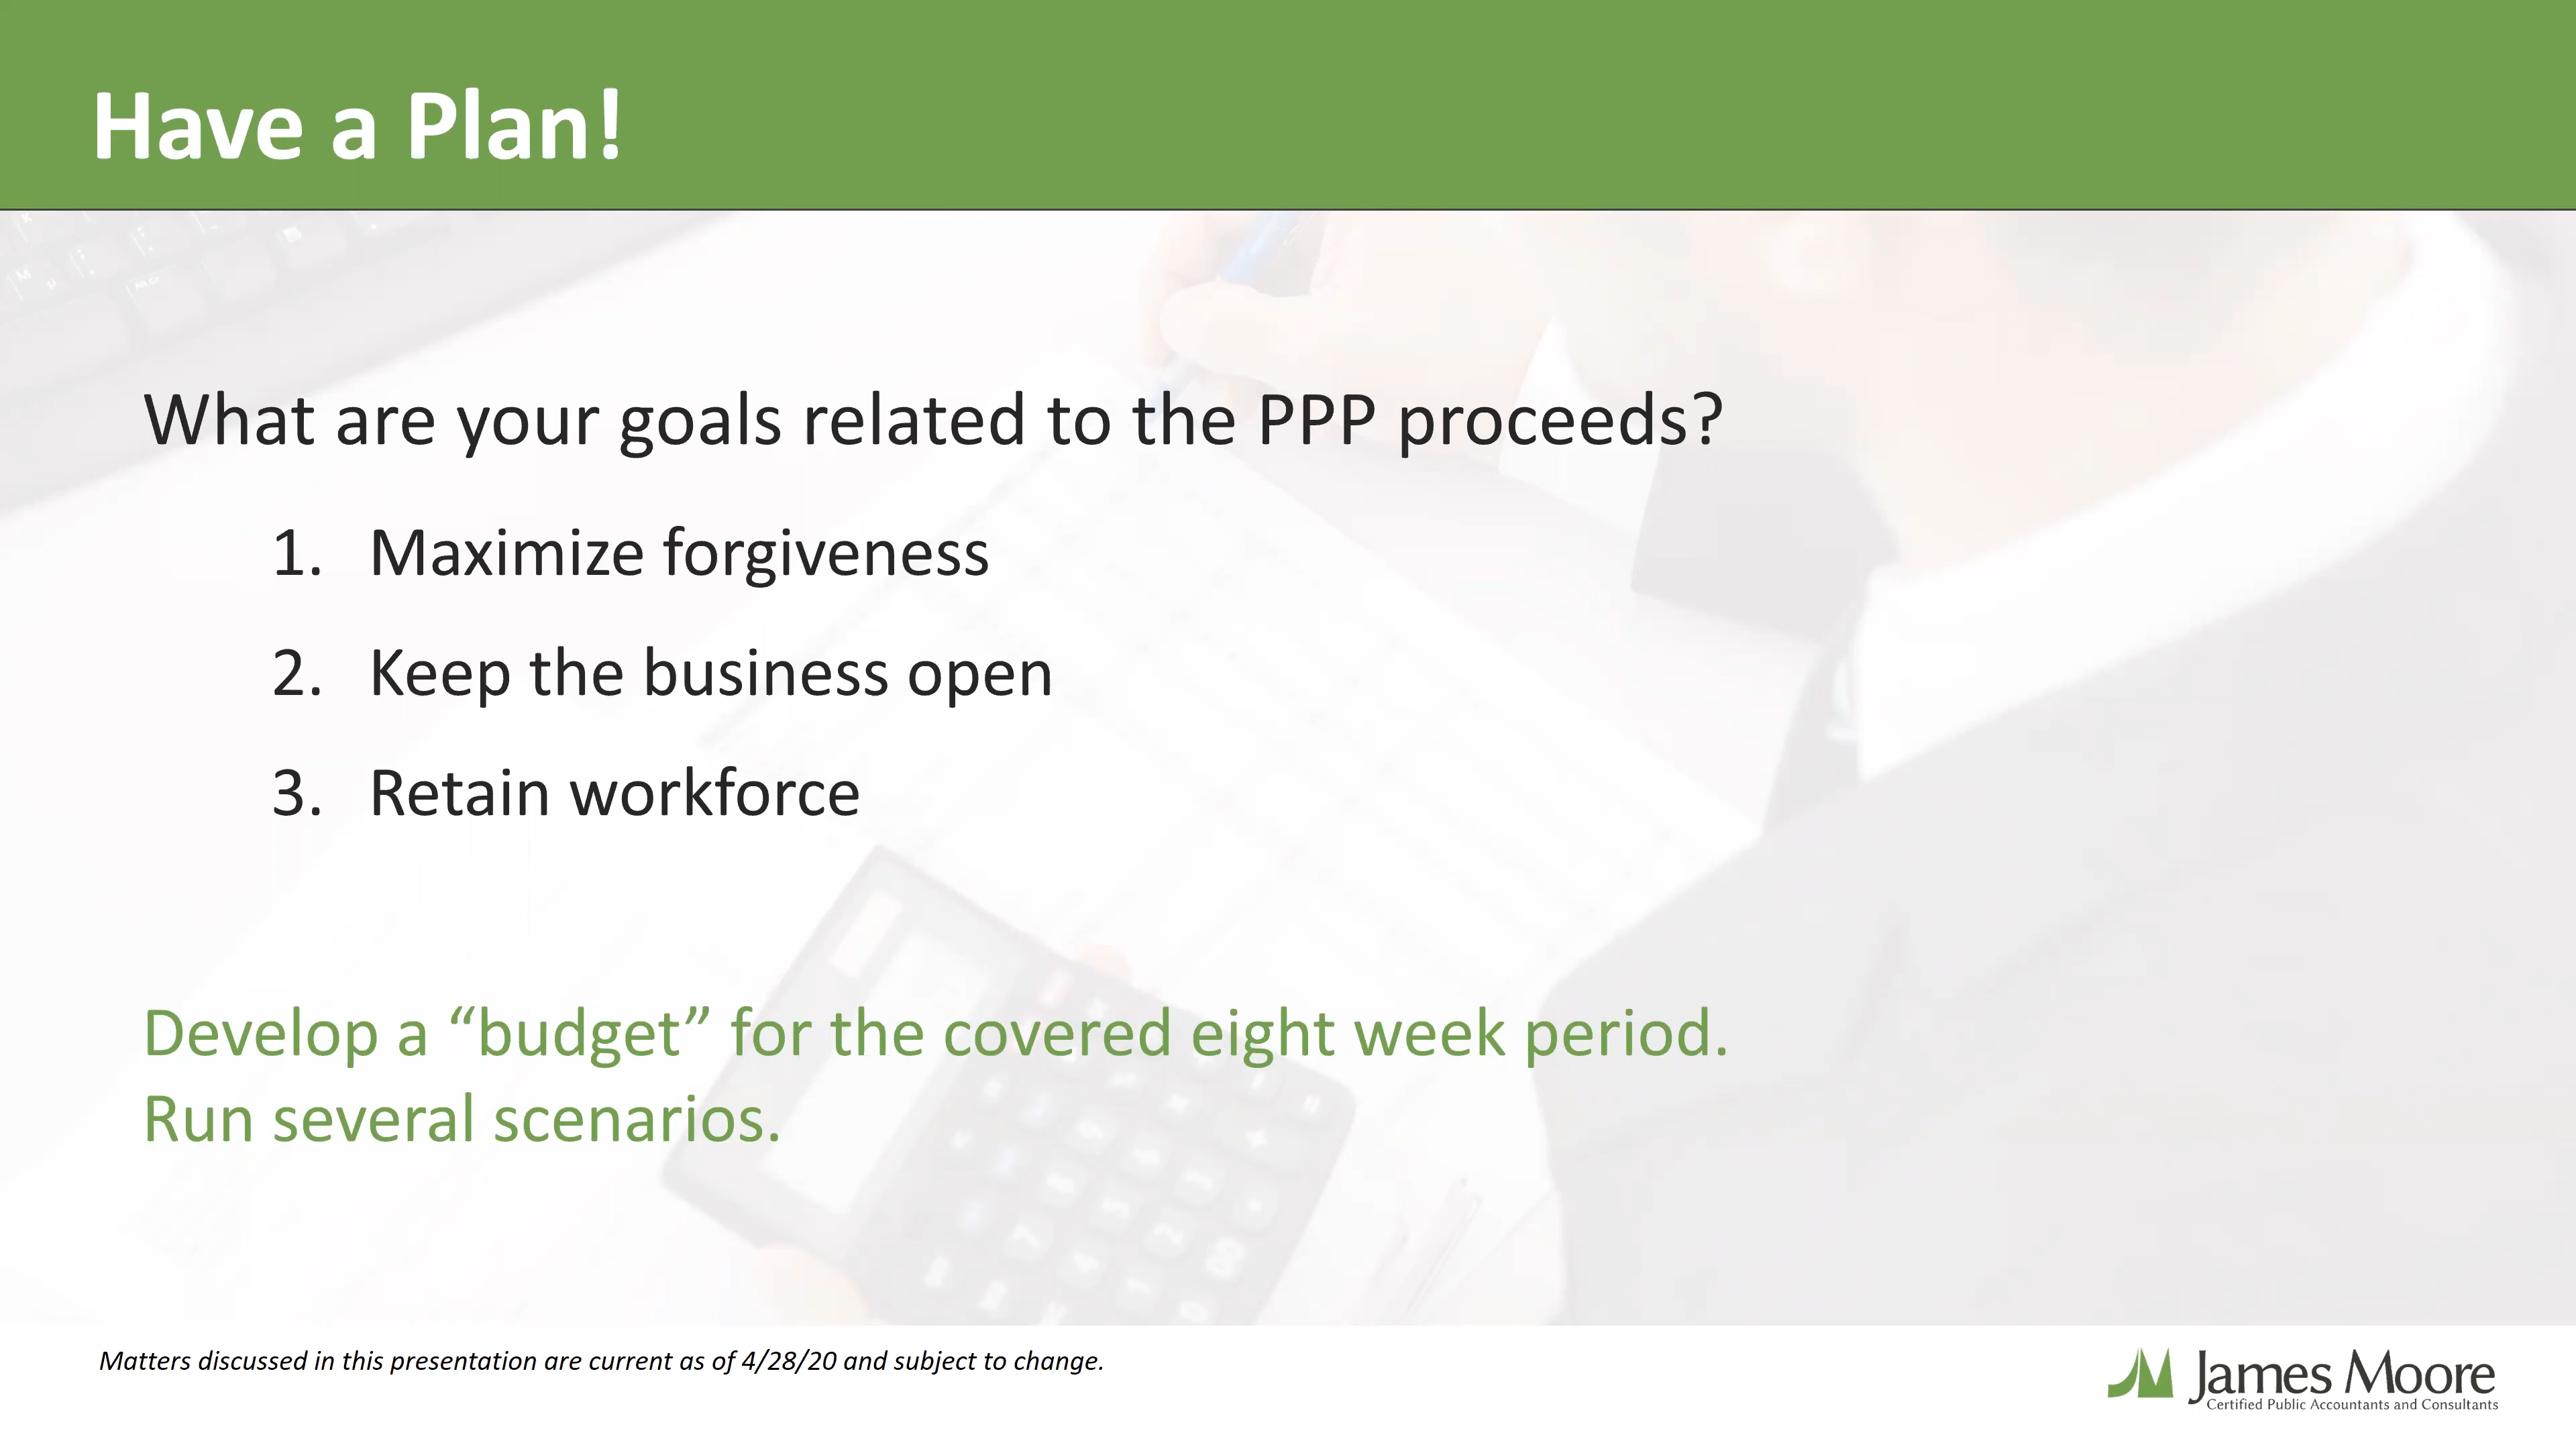 Have a Plan!
What are your goals related to the PPP proceeds?
1. Maximize forgiveness
2. Keep the business open
3. Retain workforce
Develop a “budget” for the covered eight week period.
Run several scenarios.
Matters discussed in this presentation are current as of 4/28/20 and subject to change.
James Moore
Certified Public Accountants and Consultants